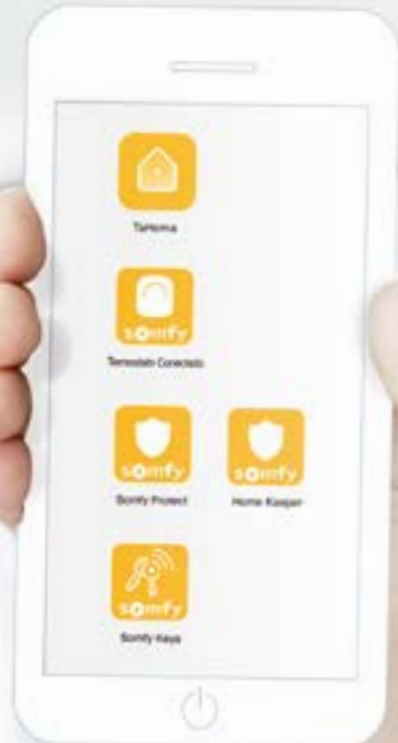 TaHoma
somfy
Termostato Conectado
somfy
somfy
Somfy Protect
Home Keeper
somfy
Somfy Keys